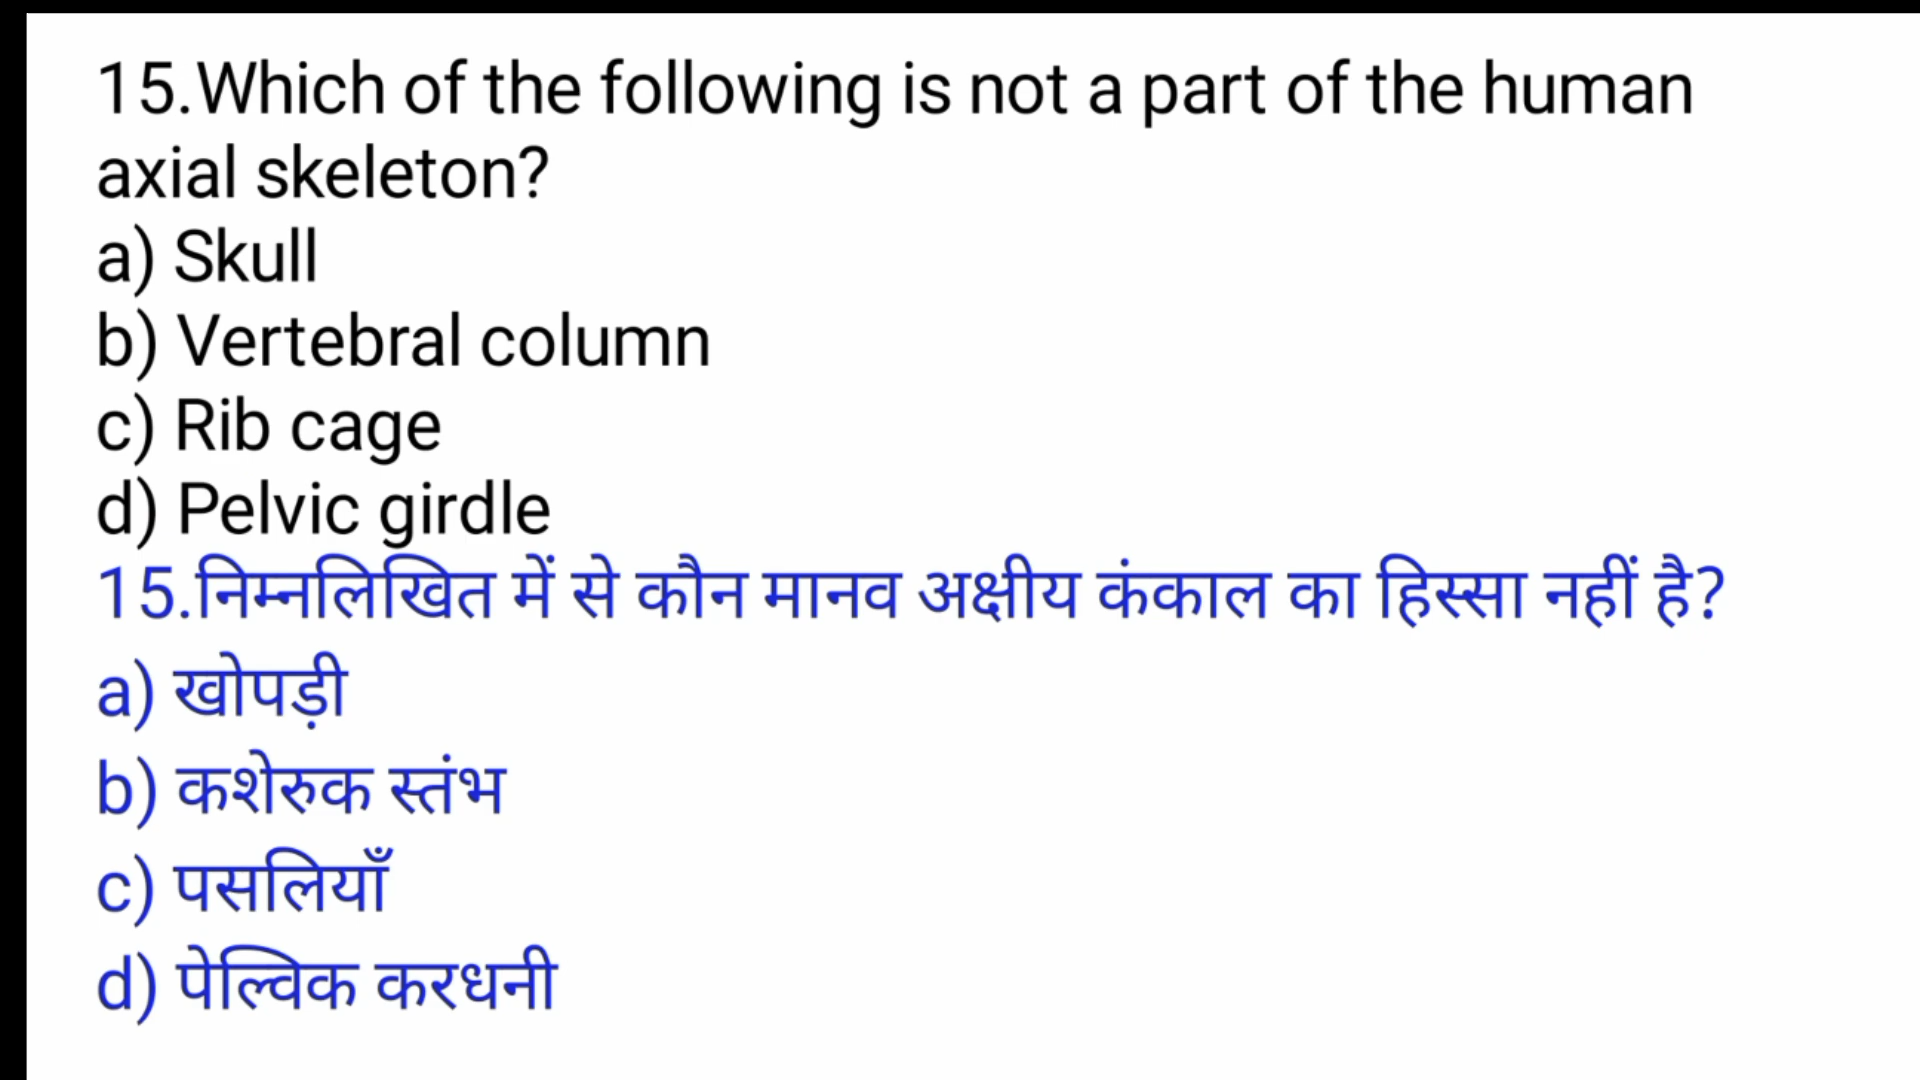 15.Which of the following is not a part of the human
axial skeleton?
a) Skull
b) Vertebral column
c) Rib cage
d) Pelvic girdle
15.निम्नलिखित में से कौन मानव अक्षीय कंकाल का हिस्सा नहीं है?
a) खोपड़ी
b) कशेरुक स्तंभ
c) पसलियाँ
d) पेल्विक करधनी